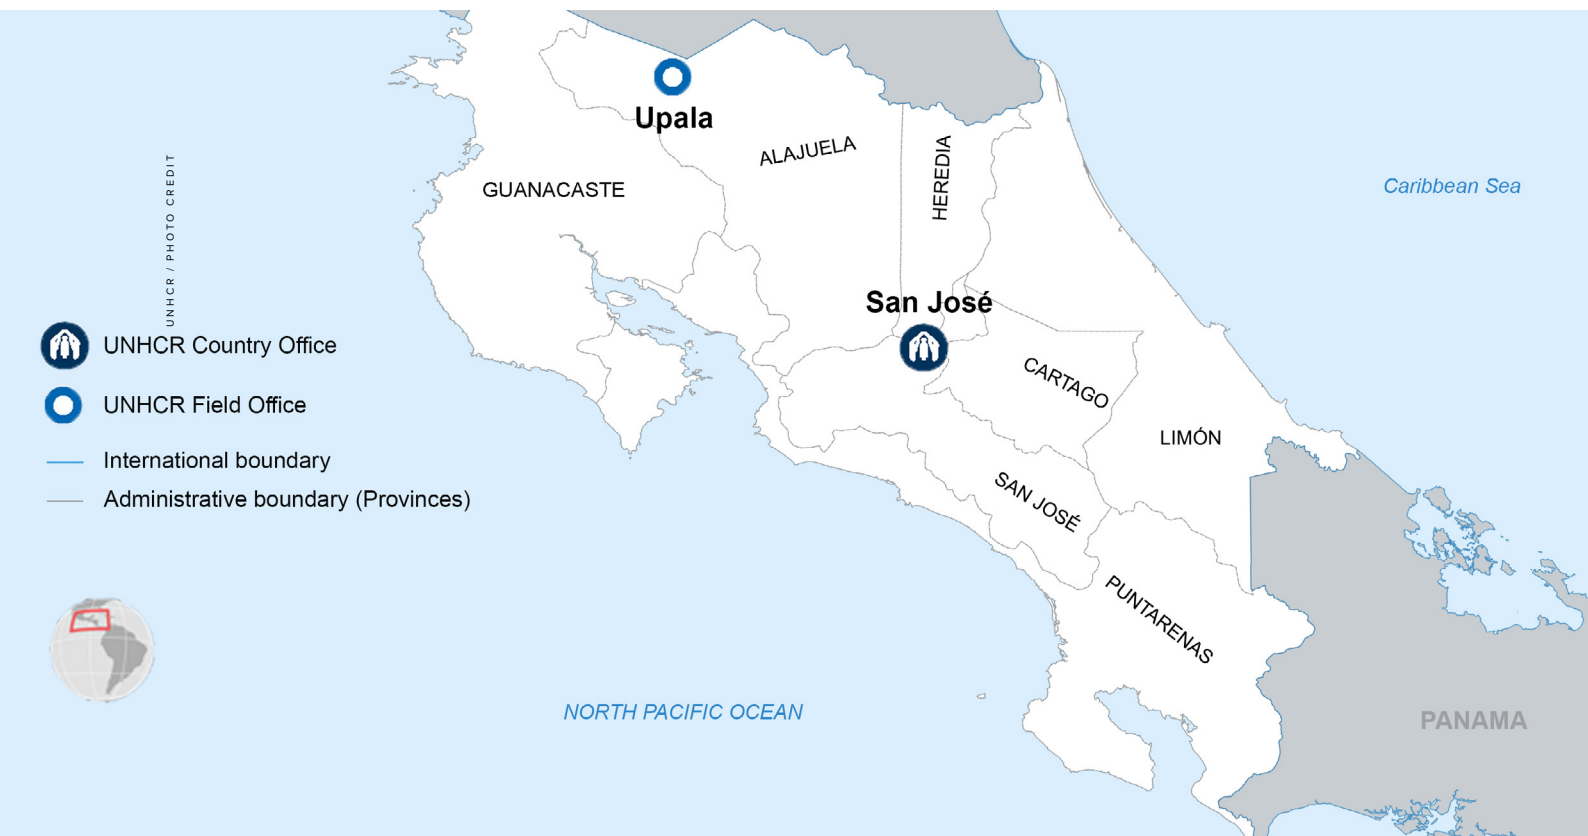 Upala
ALAJUELA
HEREDIA
GUANACASTE
Caribbean Sea
UNHCR / PHOTO CREDIT
San José
UNHCR Country Office
UNHCR Field Office
International boundary
Administrative boundary (Provinces)
CARTAGO
LIMÓN
SAN JOSÉ
PUNTARENAS
NORTH PACIFIC OCEAN
PANAMA